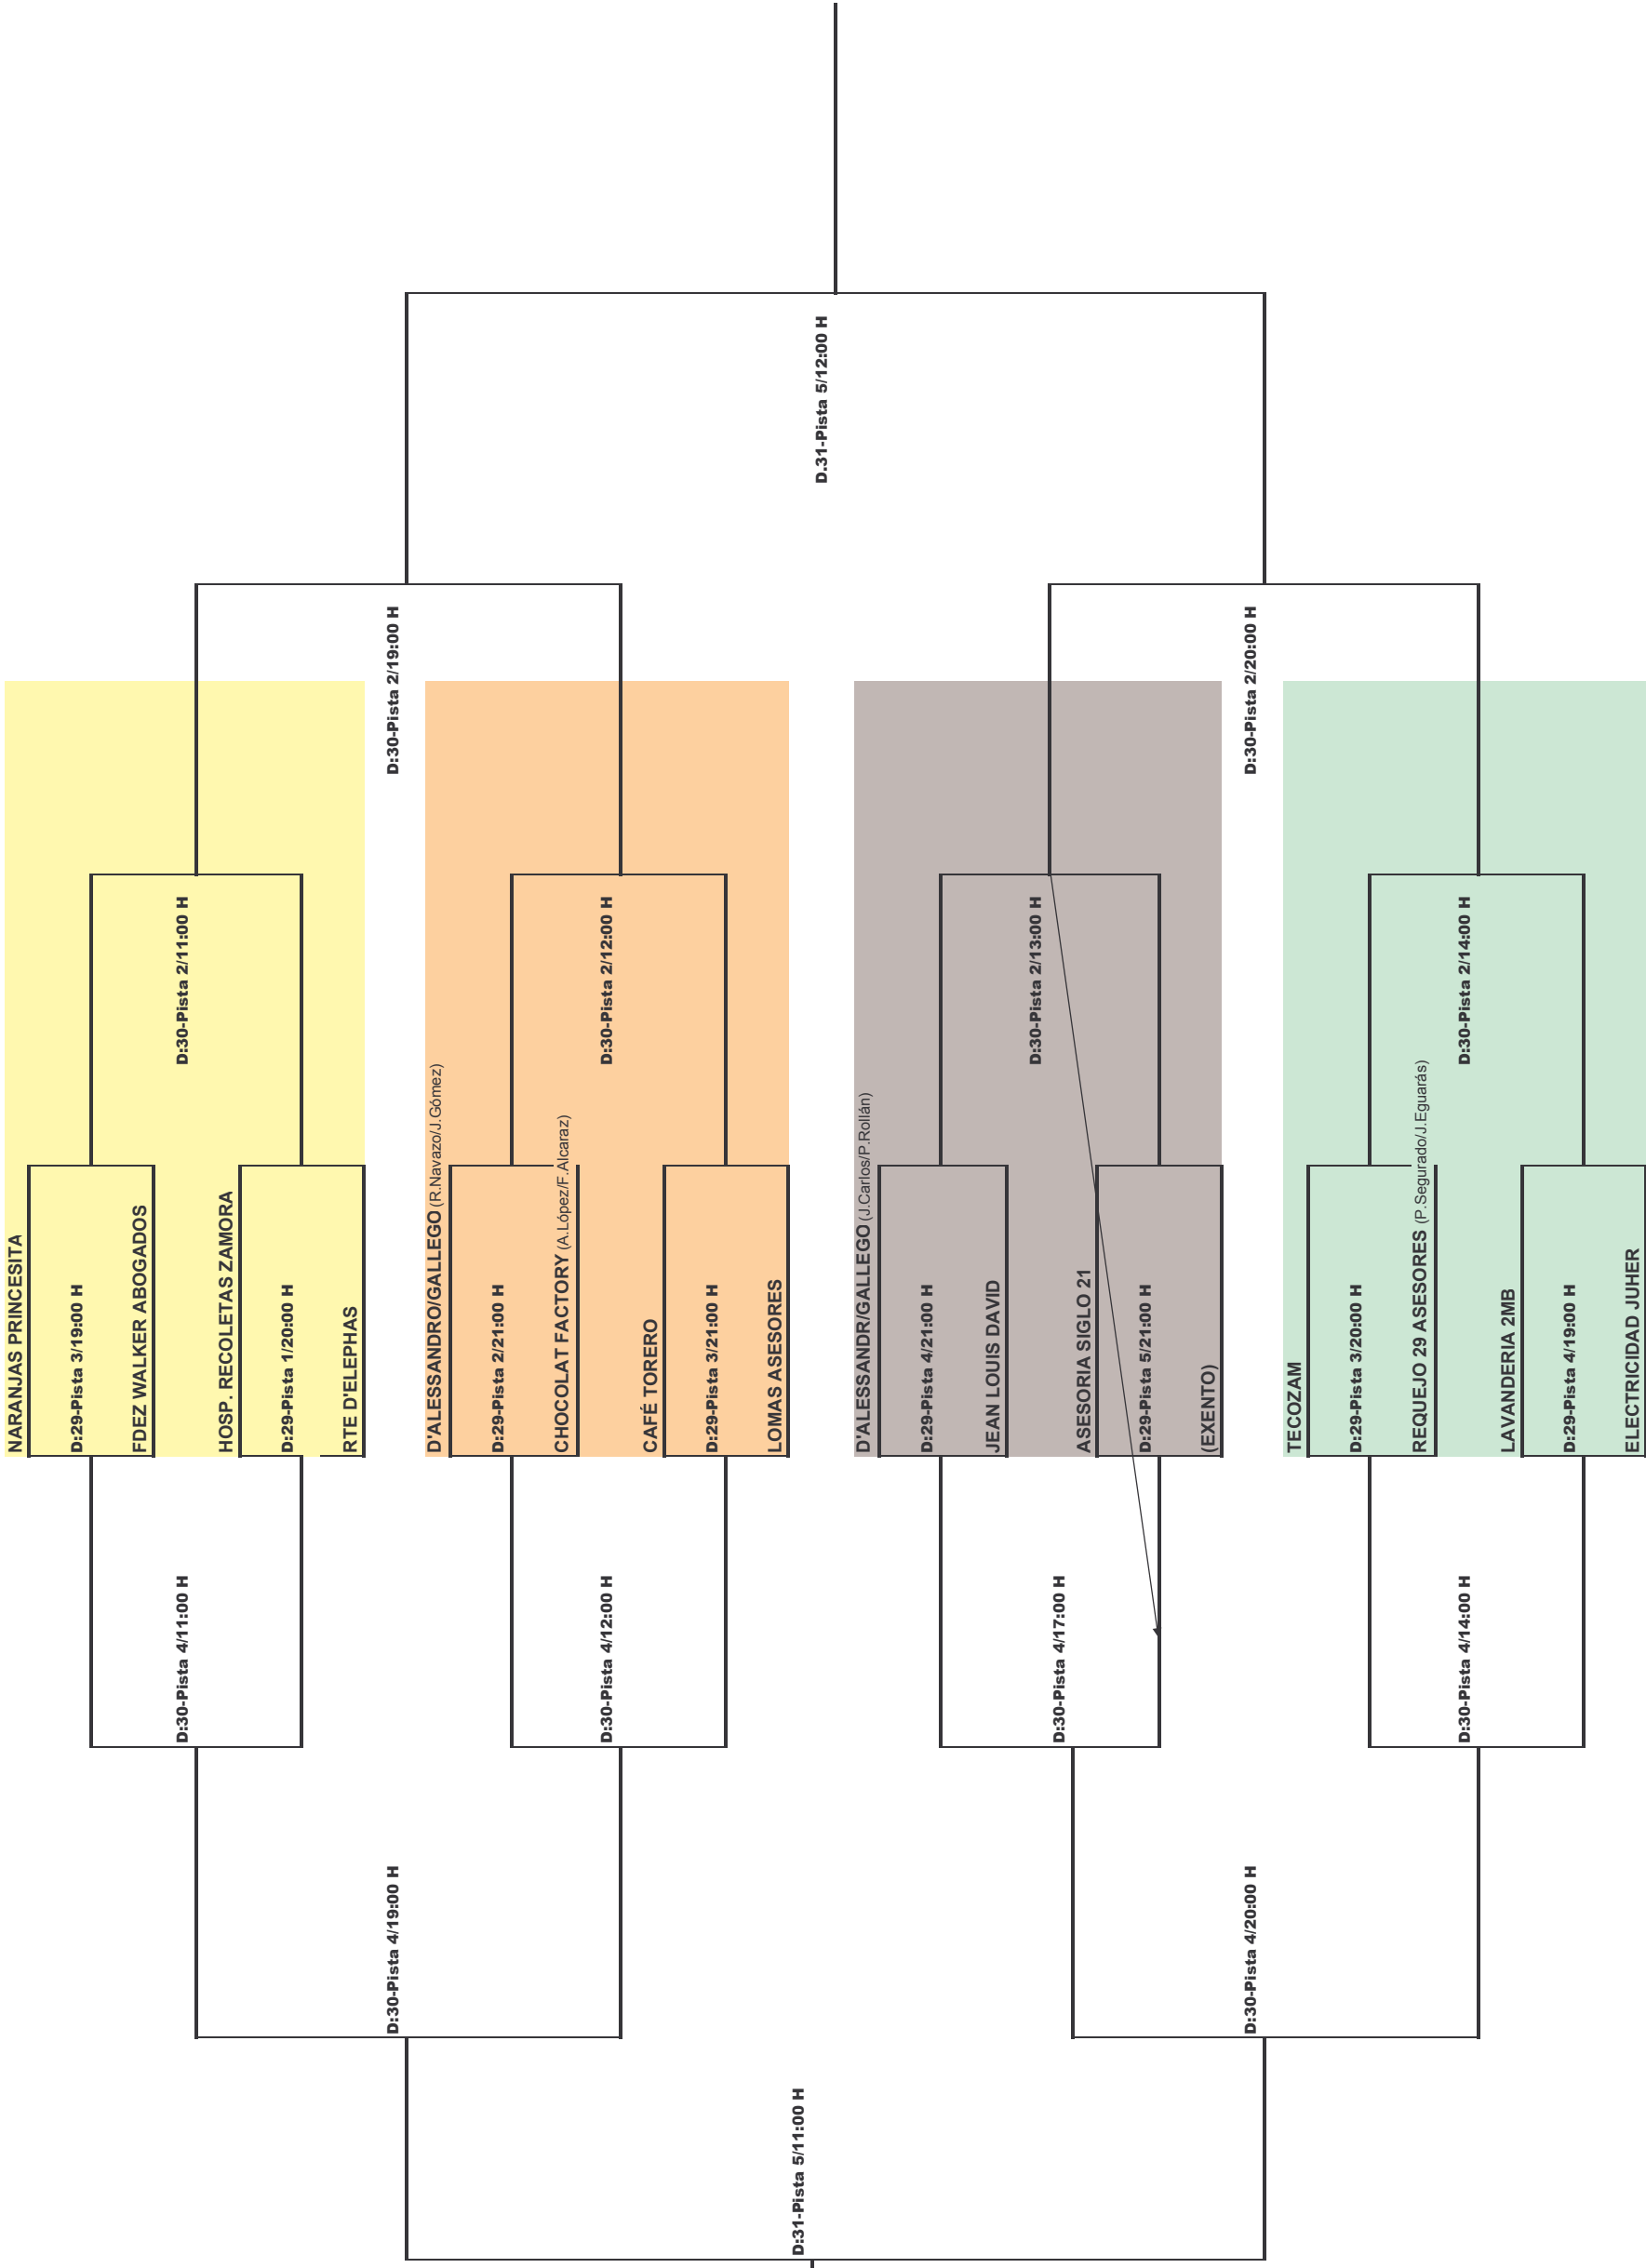 NARANJAS PRINCESITA
D:29-Pista 3/19:00 H
FDEZ WALKER ABOGADOS
D:30-Pista 4/11:00 H
D:30-Pista 2/11:00 H
HOSP. RECOLETAS ZAMORA
D:29-Pista 1/20:00 H
RTE D'ELEPHAS
D:30-Pista 4/19:00 H
D:30-Pista 2/19:00 H
D'ALESSANDRO/GALLEGO (R.Navazo/J.Gómez)
D:29-Pista 2/21:00 H
CHOCOLAT FACTORY (A.López/F.Alcaraz)
D:30-Pista 4/12:00 H
D:30-Pista 2/12:00 H
CAFÉ TORERO
D:29-Pista 3/21:00 H
LOMAS ASESORES
D:31-Pista 5/11:00 H
D.31-Pista 5/12:00 H
D'ALESSANDR/GALLEGO (J.Carlos/P.Rollán)
D:29-Pista 4/21:00 H
JEAN LOUIS DAVID
D:30-Pista 4/17:00 H
D:30-Pista 2/13:00 H
ASESORIA SIGLO 21
D:29-Pista 5/21:00 H
(EXENTO)
D:30-Pista 4/20:00 H
D:30-Pista 2/20:00 H
TECOZAM
D:29-Pista 3/20:00 H
REQUEJO 29 ASESORES (P.Segurado/J.Eguarás)
D:30-Pista 4/14:00 H
D:30-Pista 2/14:00 H
LAVANDERIA 2MB
D:29-Pista 4/19:00 H
ELECTRICIDAD JUHER